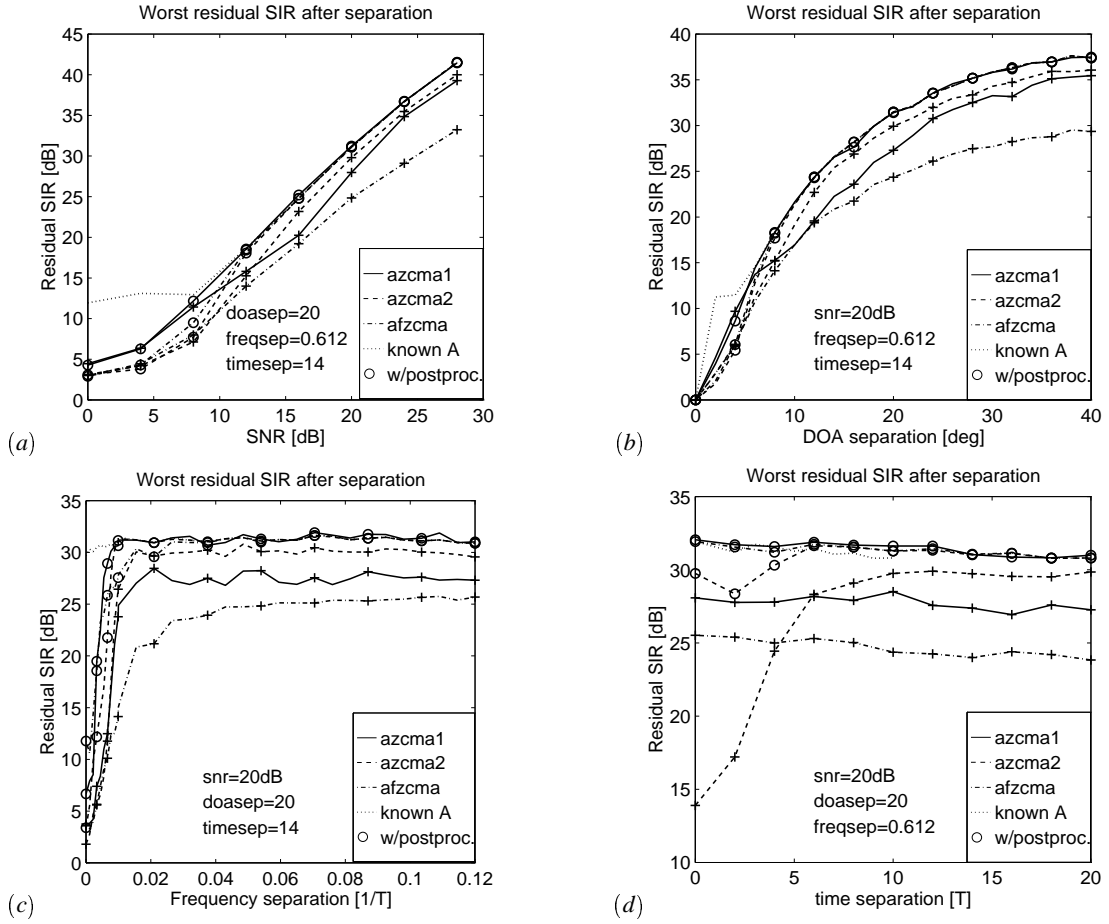 Worst residual SIR after separation
45
40
35
30
25
20
15
10
5
0
Residual SIR [dB]
azcma1
azcma2
afzcma
known A
w/postproc.
doasep=20
freqsep=0.612
timesep=14
0 5 10 15 20 25 30
SNR [dB]
(a)
Worst residual SIR after separation
40
35
30
25
20
15
10
5
0
Residual SIR [dB]
azcma1
azcma2
afzcma
known A
w/postproc.
snr=20dB
freqsep=0.612
timesep=14
0 10 20 30 40
DOA separation [deg]
(b)
Worst residual SIR after separation
35
30
25
20
15
10
5
0
Residual SIR [dB]
azcma1
azcma2
afzcma
known A
w/postproc.
snr=20dB
doasep=20
timesep=14
0 0.02 0.04 0.06 0.08 0.1 0.12
Frequency separation [1/T]
(c)
Worst residual SIR after separation
35
30
25
20
15
10
Residual SIR [dB]
azcma1
azcma2
afzcma
known A
w/postproc.
snr=20dB
doasep=20
freqsep=0.612
0 5 10 15 20
time separation [T]
(d)